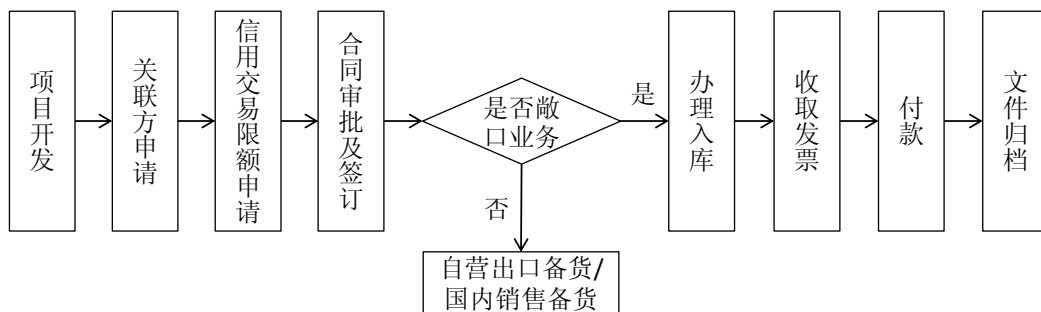 项目开发
关联方申请
信用交易限额申请
合同审批及签订
是否敞
口业务
是
否
办理入库
收取发票
付款
文件归档
自营出口备货/
国内销售备货